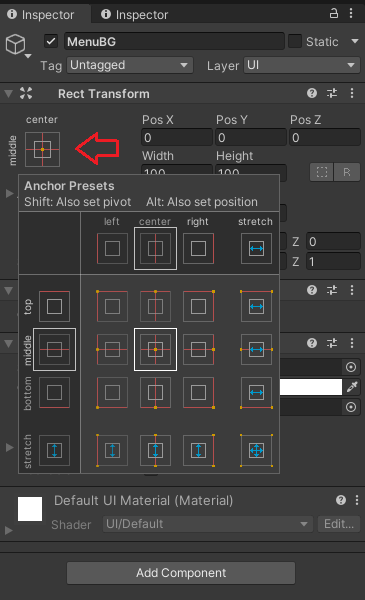 Inspector Inspector
MenuBG Static
Tag Untagged Layer UI
Rect Transform
center Pos X Pos Y Pos Z
middle 0 0 0
Width Height
100 100
R
Anchor Presets
Shift: Also set pivot Alt: Also set position
left center right stretch
Z 0
Z 1
top
middle
bottom
stretch
Default UI Material (Material)
Shader UI/Default Edit...
Add Component